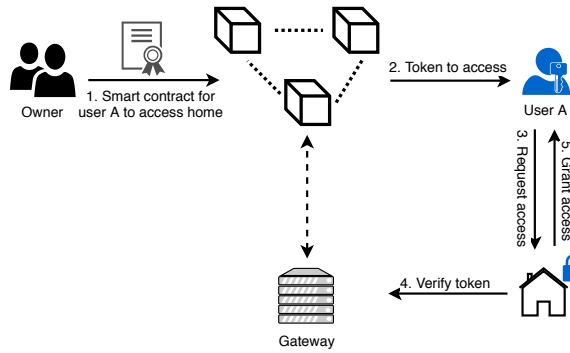 2. Token to access
Owner
1. Smart contract for
user A to access home
User A
3. Request access
5. Grant access
4. Verify token
Gateway